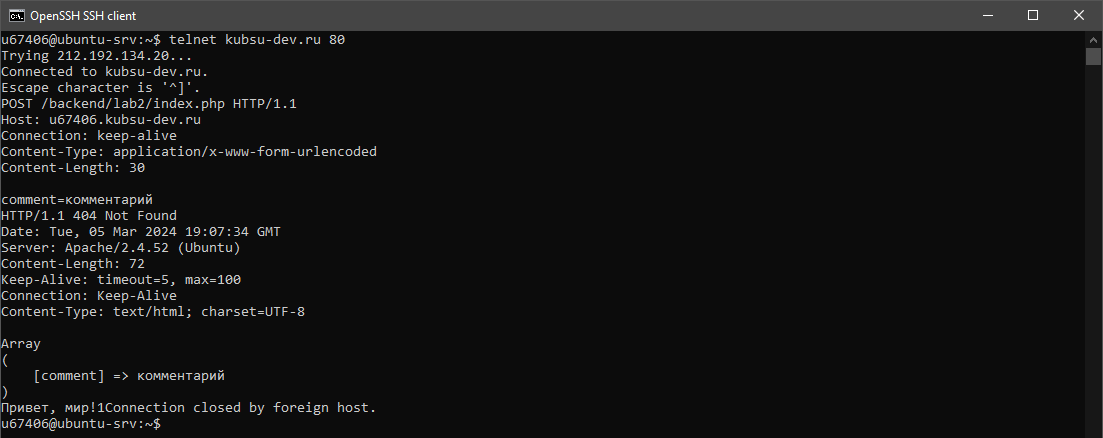 OpenSSH SSH client
u67406@ubuntu-srv:~$ telnet kubsu-dev.ru 80
Trying 212.192.134.20...
Connected to kubsu-dev.ru.
Escape character is '^]'.
POST /backend/lab2/index.php HTTP/1.1
Host: u67406.kubsu-dev.ru
Connection: keep-alive
Content-Type: application/x-www-form-urlencoded
Content-Length: 30

comment=комментарий
HTTP/1.1 404 Not Found
Date: Tue, 05 Mar 2024 19:07:34 GMT
Server: Apache/2.4.52 (Ubuntu)
Content-Length: 72
Keep-Alive: timeout=5, max=100
Connection: Keep-Alive
Content-Type: text/html; charset=UTF-8

Array
(
    [comment] => комментарий
)
Привет, мир!1Connection closed by foreign host.
u67406@ubuntu-srv:~$